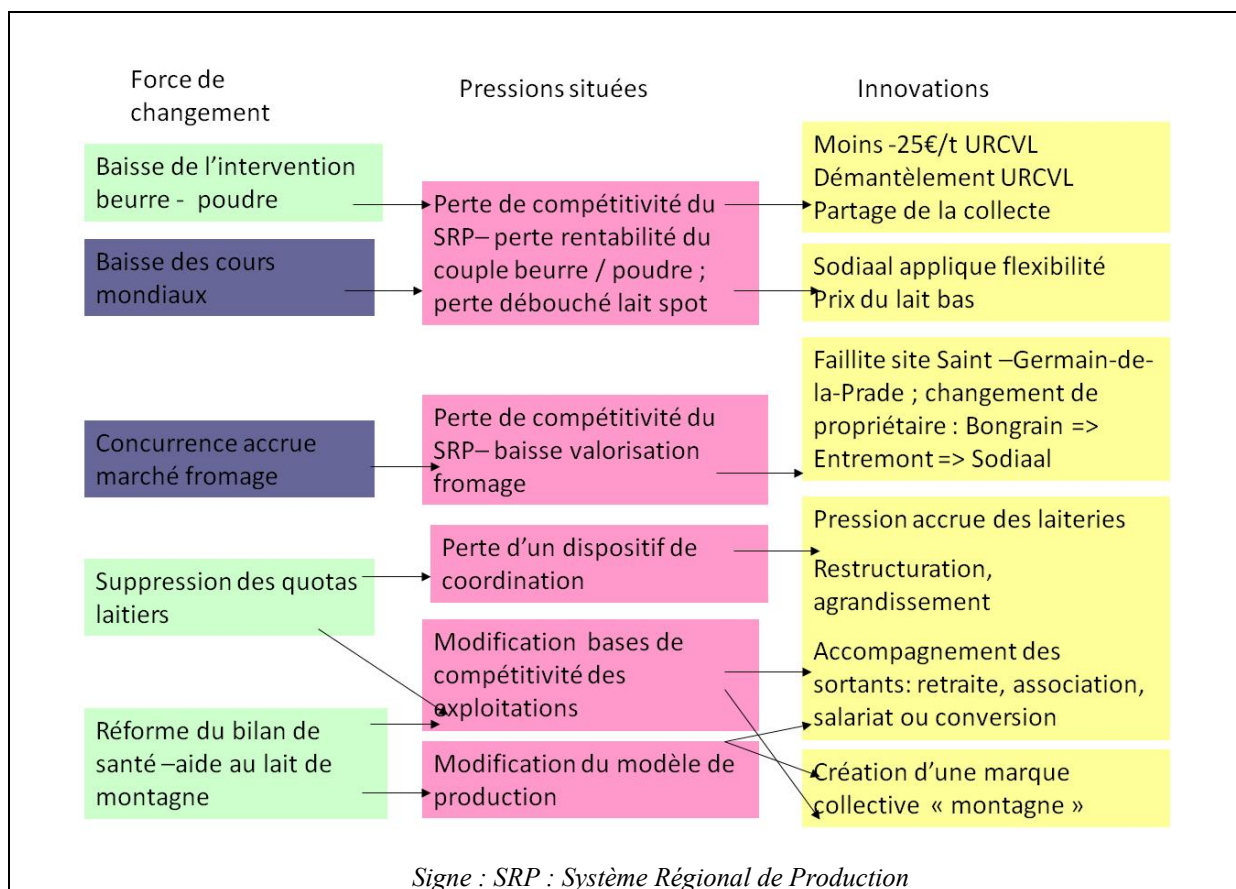 Force de
changement
Pressions situées
Innovations
Baisse de l’intervention
beurre - poudre
Baisse des cours
mondiaux
Concurrence accrue
marché fromage
Suppression des quotas
laitiers
Réforme du bilan de
santé –aide au lait de
montagne
Perte de compétitivité du
SRP– perte rentabilité du
couple beurre / poudre ;
perte débouché lait spot
Perte de compétitivité du
SRP– baisse valorisation
fromage
Perte d’un dispositif de
coordination
Modification bases de
compétitivité des
exploitations
Modification du modèle de
production
Moins -25€/t URCVL
Démantèlement URCVL
Partage de la collecte
Sodiaal applique flexibilité
Prix du lait bas
Faillite site Saint –Germain-de-
la-Prade ; changement de
propriétaire : Bongrain =>
Entremont => Sodiaal
Pression accrue des laiteries
Restructuration,
agrandissement
Accompagnement des
sortants: retraite, association,
salariat ou conversion
Création d’une marque
collective « montagne »
Signe : SRP : Système Régional de Production